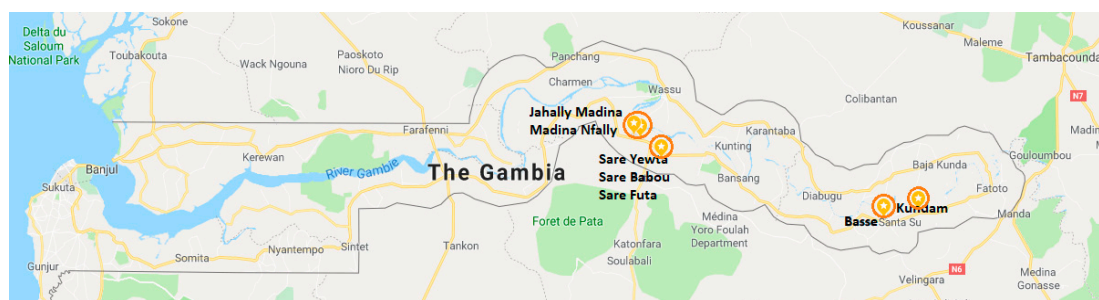 Delta du
Saloum
National Park
Sokone
Toubakouta
Wack Ngouna
Paoskoto
Nioro Du Rip
Panchang
Charmen
Wassu
Koussanar
Maleme
Tambacounda
N7
Colibantan
Jahally Madina
Madina Nfally
Farafenni
Karantaba
Kerewan
Banjul
Kunting
Baja Kunda
Gouloumbou
Madin
Sare Yewta
Sare Babou
Sare Futa
River Gambie
The Gambia
Bansang
Diabugu
Fatoto
Sukuta
Kundam
Basse
Santa Su
Manda
Foret de Pata
Médina
Yoro Foulah
Department
Nyantempo
Sintet
Tankon
Katonfara
Soulabali
Somita
Gunjur
N6
Velingara
Medina
Gonasse